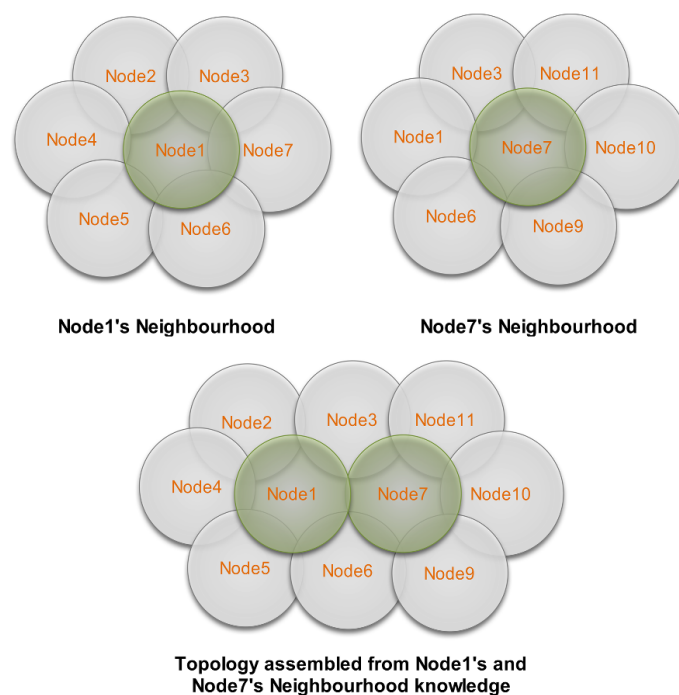 Node2 Node3
Node4 Node1 Node7
Node5 Node6
Node1's Neighbourhood
Node3 Node11
Node1 Node7 Node10
Node6 Node9
Node7's Neighbourhood
Node2 Node3 Node11
Node4 Node1 Node7 Node10
Node5 Node6 Node9
Topology assembled from Node1's and
Node7's Neighbourhood knowledge